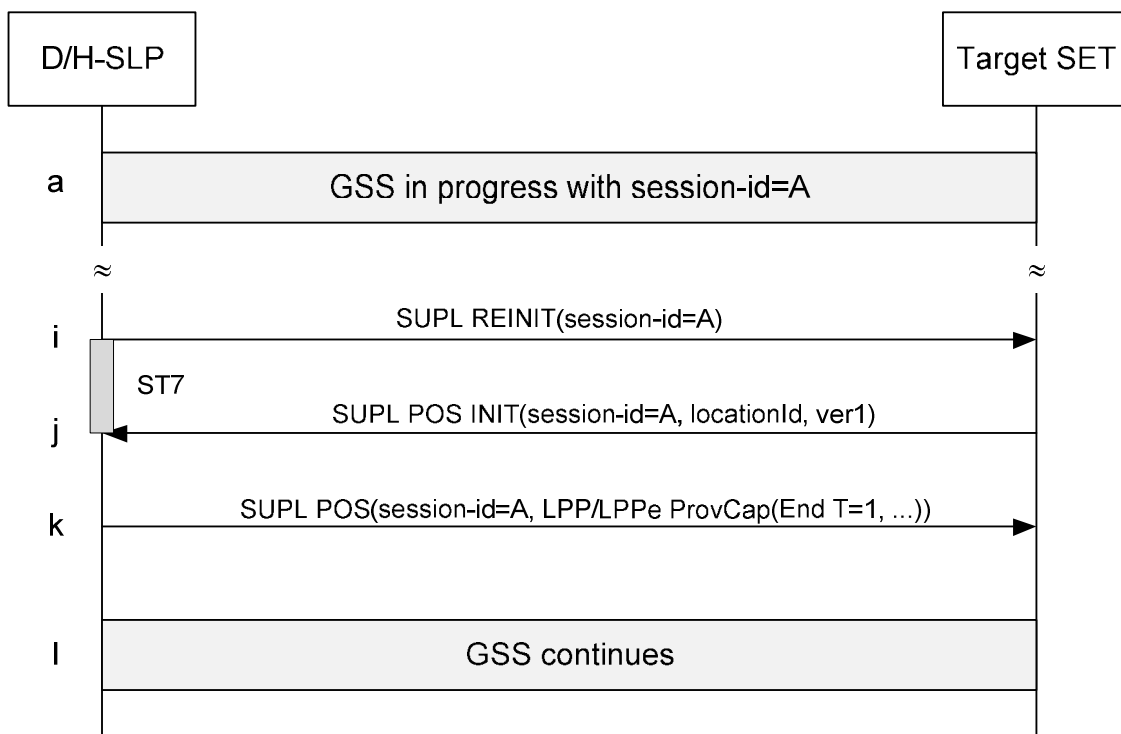 D/H-SLP
Target SET
a
GSS in progress with session-id=A
≈ ≈
i
SUPL REINIT(session-id=A)
ST7
j
SUPL POS INIT(session-id=A, locationId, ver1)
k
SUPL POS(session-id=A, LPP/LPPe ProvCap(End T=1, ...))
l
GSS continues